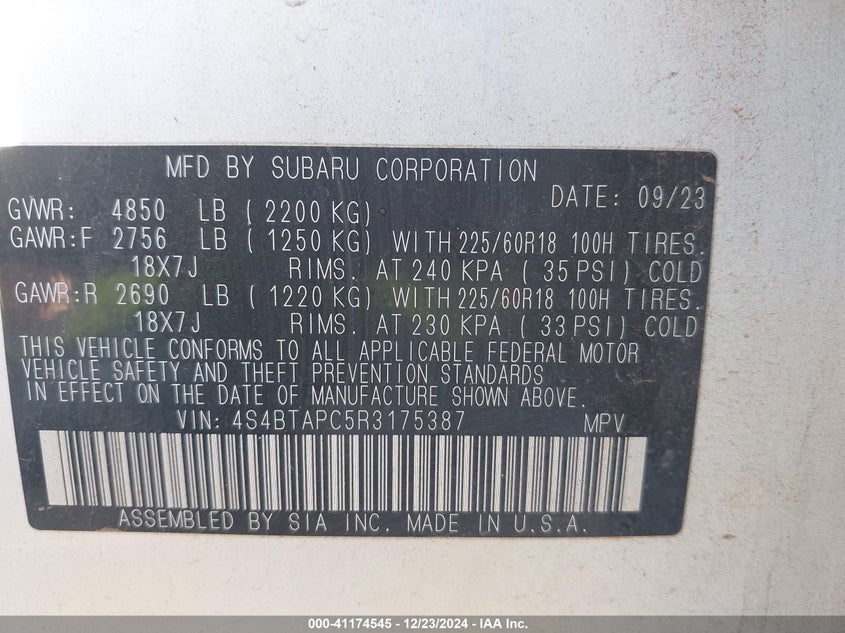 MFD BY SUBARU CORPORATION
DATE: 09/23
GVWR: 4850 LB ( 2200 KG)
GAWR:F 2756 LB ( 1250 KG) WITH 225/60R18 100H TIRES.
18X7J RIMS. AT 240 KPA ( 35 PSI) COLD
GAWR:R 2690 LB ( 1220 KG) WITH 225/60R18 100H TIRES.
18X7J RIMS. AT 230 KPA ( 33 PSI) COLD
THIS VEHICLE CONFORMS TO ALL APPLICABLE FEDERAL MOTOR
VEHICLE SAFETY AND THEFT PREVENTION STANDARDS
IN EFFECT ON THE DATE OF MANUFACTURE SHOWN ABOVE.
VIN: 4S4BTAPC5R3175387 MPV
ASSEMBLED BY SIA INC. MADE IN U.S.A.
000-41174545 - 12/23/2024 - IAA Inc.